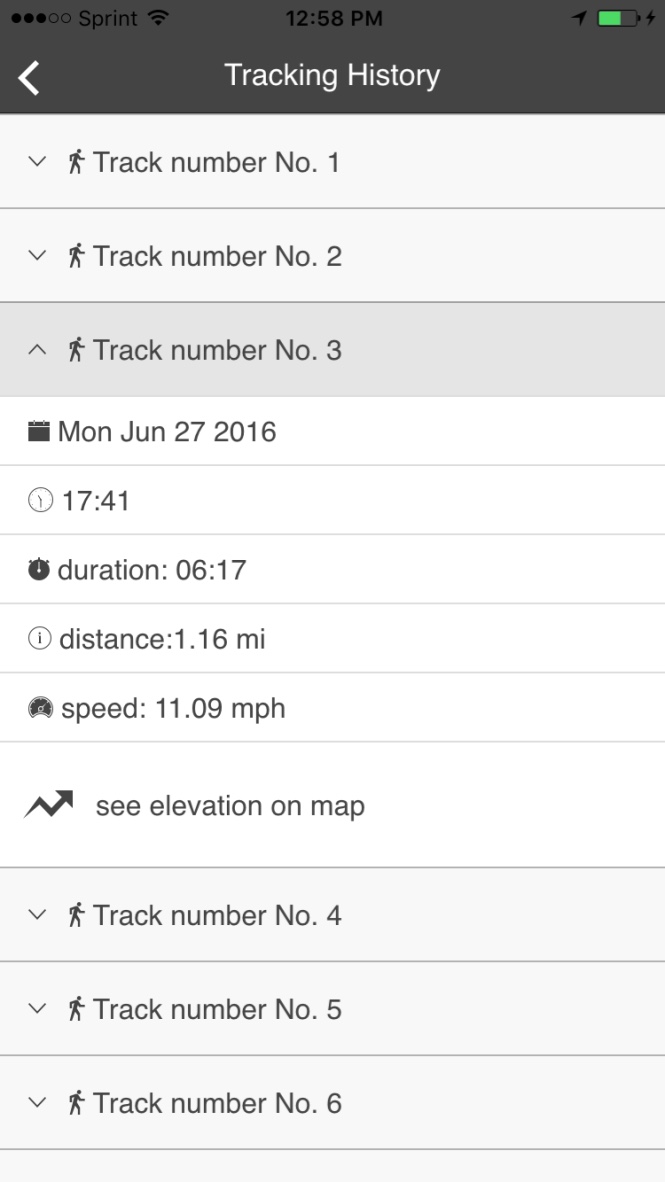 Sprint 12:58 PM
Tracking History
Track number No. 1
Track number No. 2
Track number No. 3
Mon Jun 27 2016
17:41
duration: 06:17
distance:1.16 mi
speed: 11.09 mph
see elevation on map
Track number No. 4
Track number No. 5
Track number No. 6